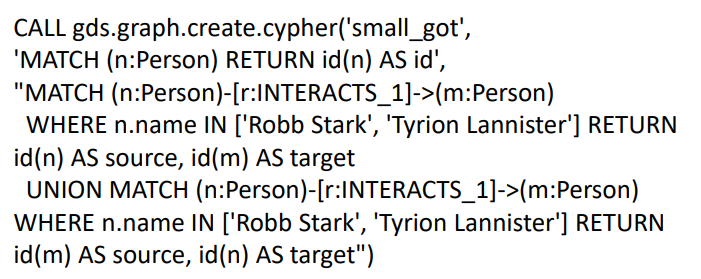 CALL gds.graph.create.cypher('small_got',
'MATCH (n:Person) RETURN id(n) AS id',
"MATCH (n:Person)-[r:INTERACTS_1]->(m:Person)
WHERE n.name IN ['Robb Stark', 'Tyrion Lannister'] RETURN
id(n) AS source, id(m) AS target
UNION MATCH (n:Person)-[r:INTERACTS_1]->(m:Person)
WHERE n.name IN ['Robb Stark', 'Tyrion Lannister'] RETURN
id(m) AS source, id(n) AS target")